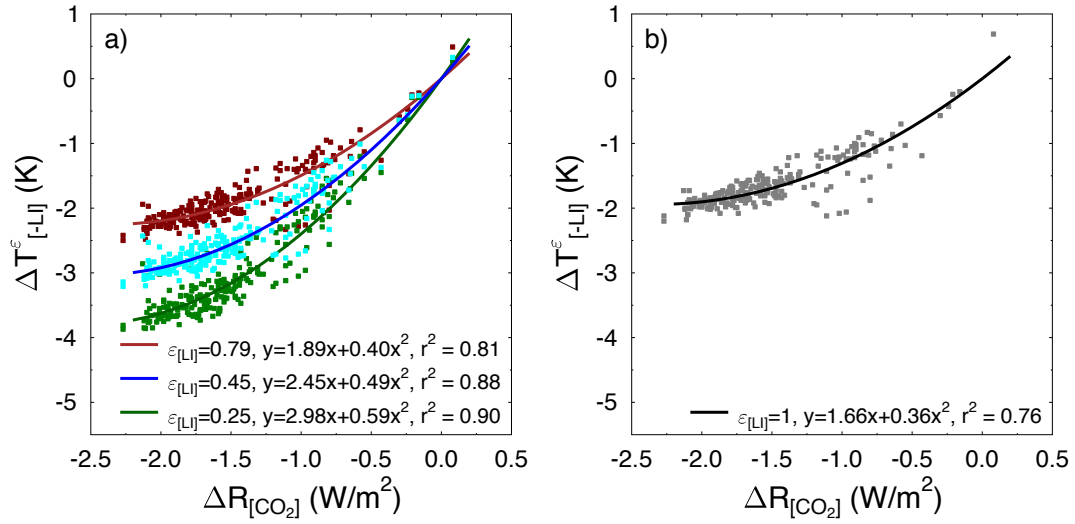 a)
1
0
-1
-2
-3
-4
-5
ΔT^ε_[-LI] (K)
ε_[LI]=0.79, y=1.89x+0.40x², r² = 0.81
ε_[LI]=0.45, y=2.45x+0.49x², r² = 0.88
ε_[LI]=0.25, y=2.98x+0.59x², r² = 0.90
-2.5 -2.0 -1.5 -1.0 -0.5 0.0 0.5
ΔR_[CO₂] (W/m²)
b)
1
0
-1
-2
-3
-4
-5
ΔT^ε_[-LI] (K)
ε_[LI]=1, y=1.66x+0.36x², r² = 0.76
-2.5 -2.0 -1.5 -1.0 -0.5 0.0 0.5
ΔR_[CO₂] (W/m²)